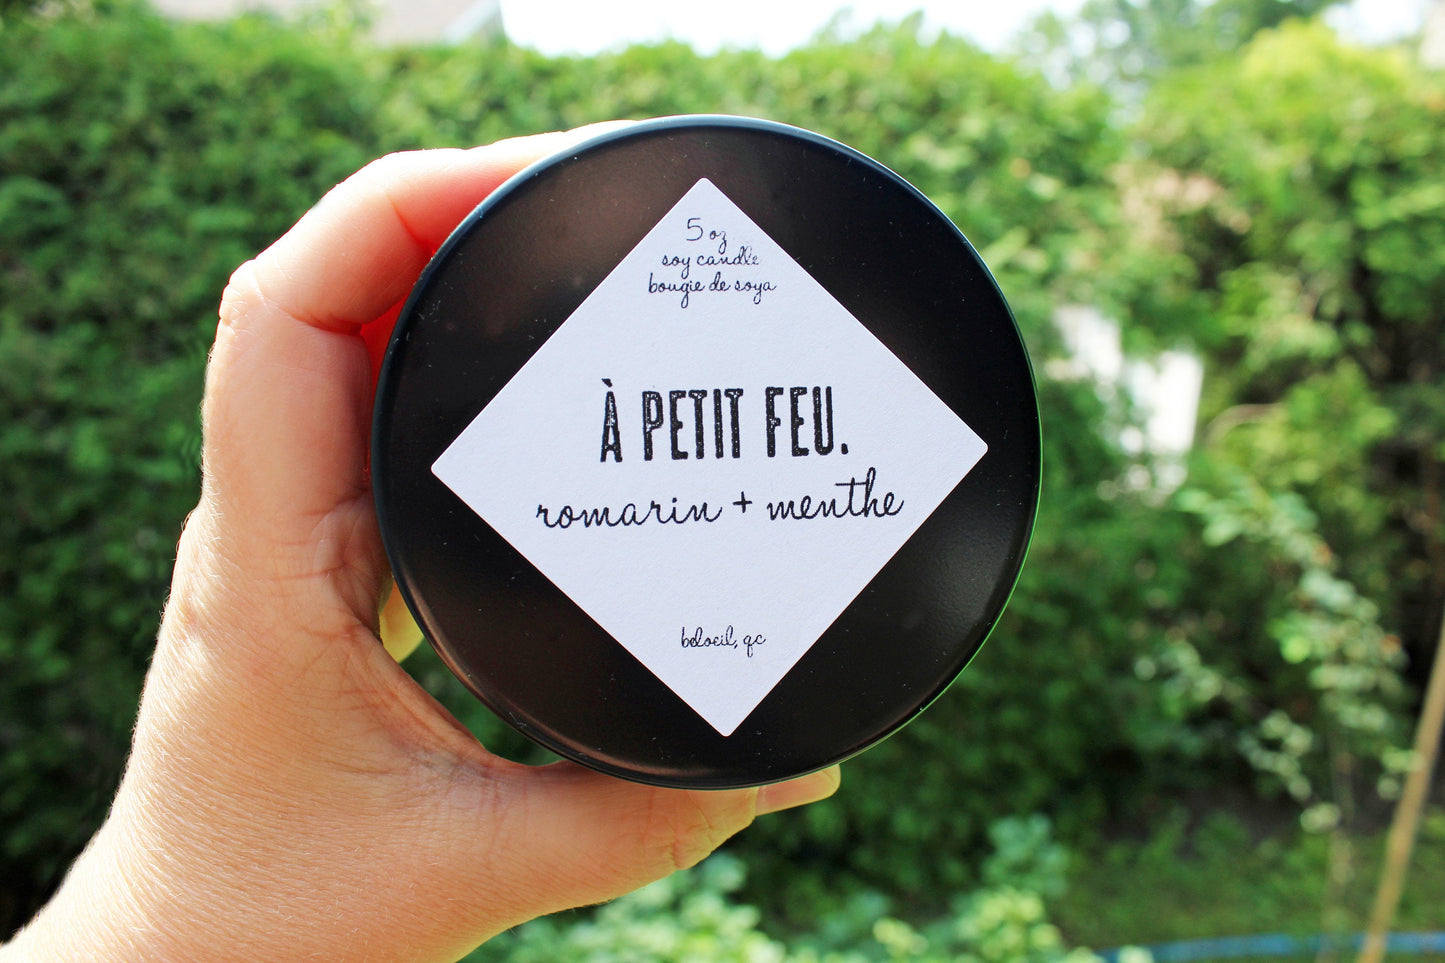 5 oz
soy candle
bougie de soya
À PETIT FEU.
romarin + menthe
beloeil, qc